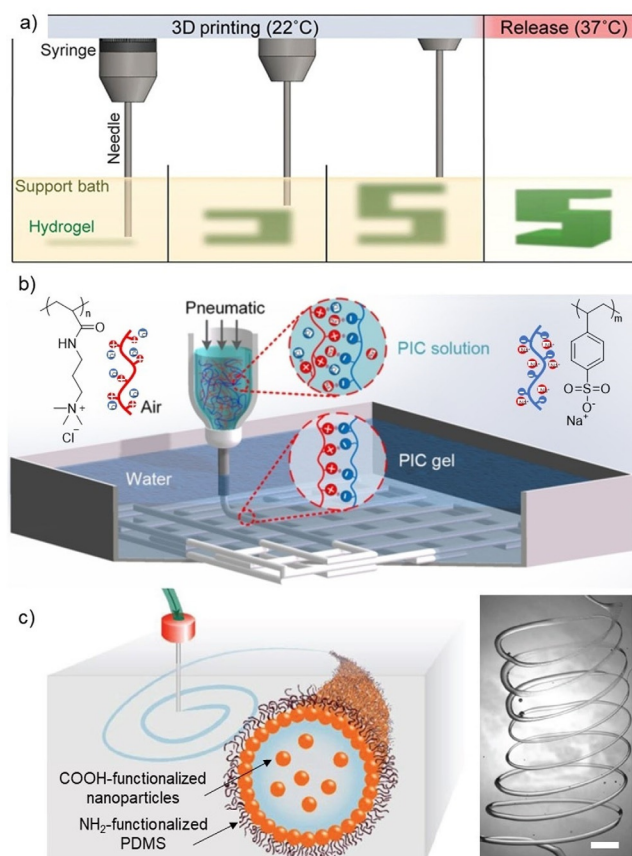 a)
3D printing (22˚C)
Release (37˚C)
Syringe
Needle
Support bath
Hydrogel
b)
Pneumatic
n
O
HN
N+
Cl−
Air
PIC solution
m
O=S=O
O-
Na+
Water
PIC gel
c)
COOH-functionalized
nanoparticles
NH2-functionalized
PDMS